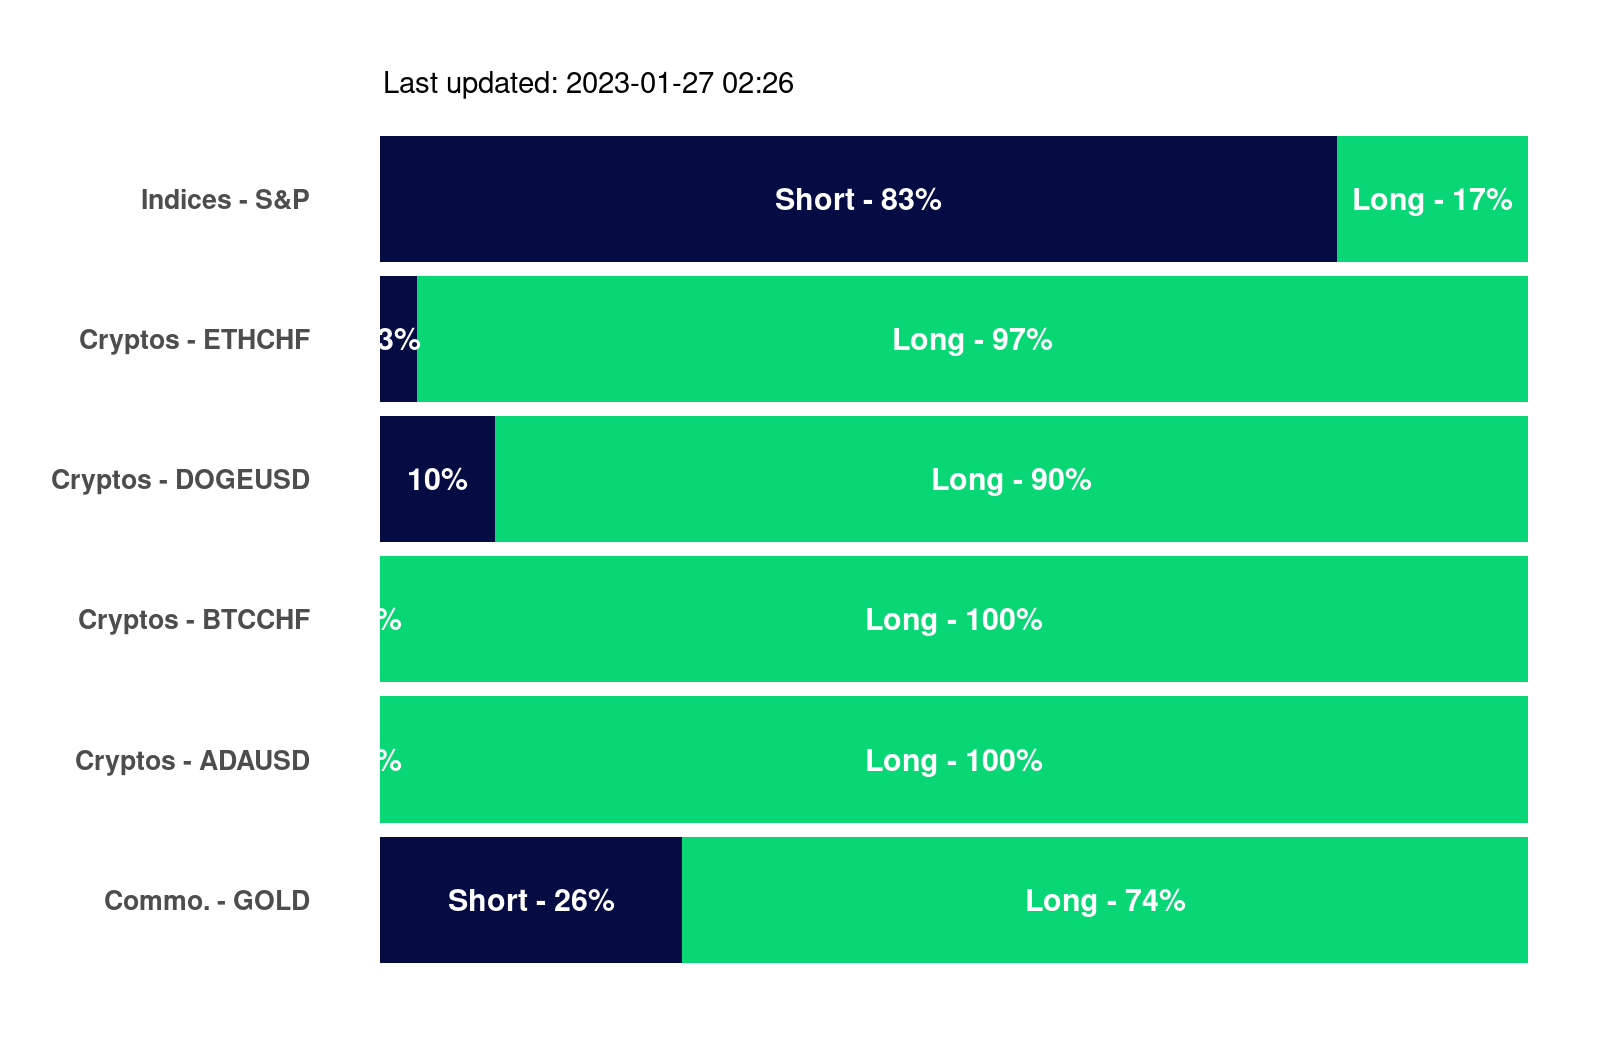 Last updated: 2023-01-27 02:26
Indices - S&P Short - 83% Long - 17%
Cryptos - ETHCHF 3% Long - 97%
Cryptos - DOGEUSD 10% Long - 90%
Cryptos - BTCCHF % Long - 100%
Cryptos - ADAUSD % Long - 100%
Commo. - GOLD Short - 26% Long - 74%